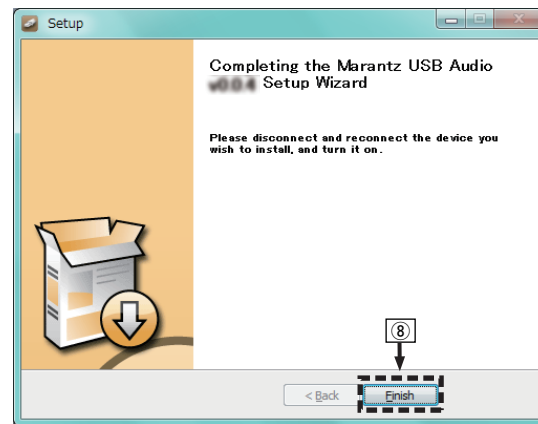 Setup
Completing the Marantz USB Audio
Setup Wizard
Please disconnect and reconnect the device you
wish to install, and turn it on.
⑧
< Back Finish